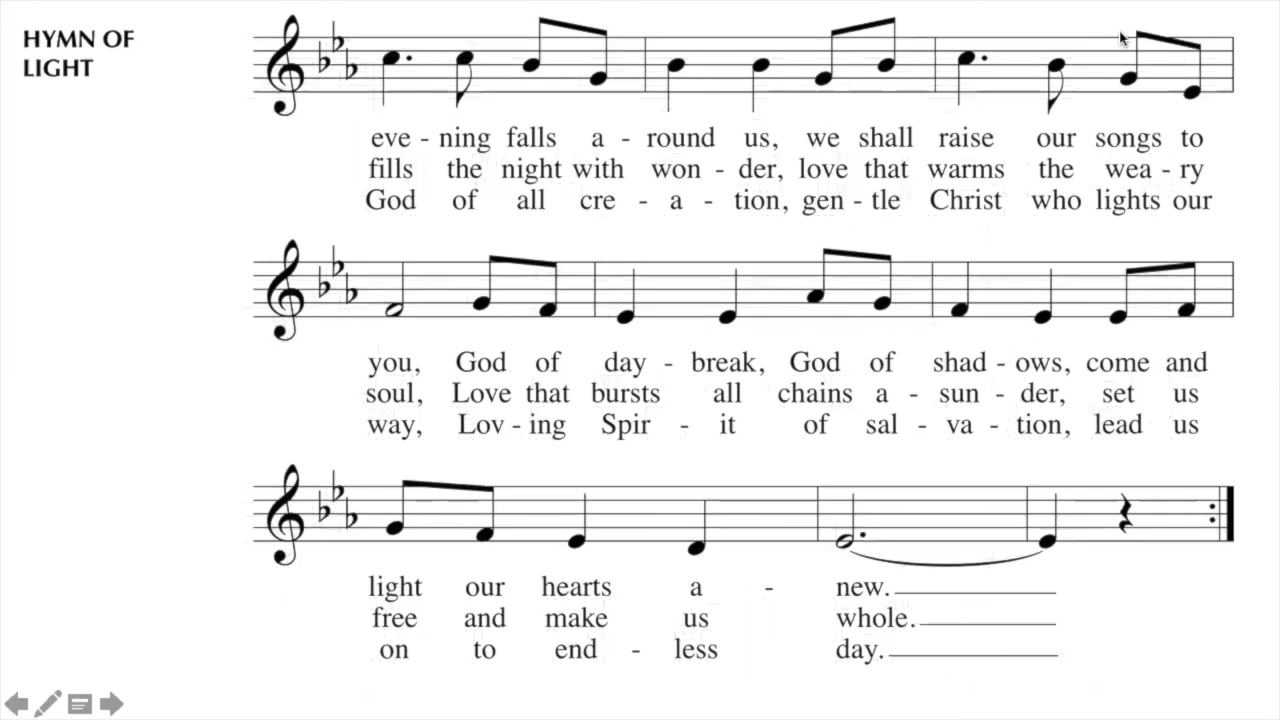 HYMN OF
LIGHT
eve - ning falls a - round us, we shall raise our songs to
fills the night with won - der, love that warms the wea - ry
God of all cre - a - tion, gen - tle Christ who lights our
you, God of day - break, God of shad - ows, come and
soul, Love that bursts all chains a - sun - der, set us
way, Lov - ing Spir - it of sal - va - tion, lead us
light our hearts a - new.
free and make us whole.
on to end - less day.